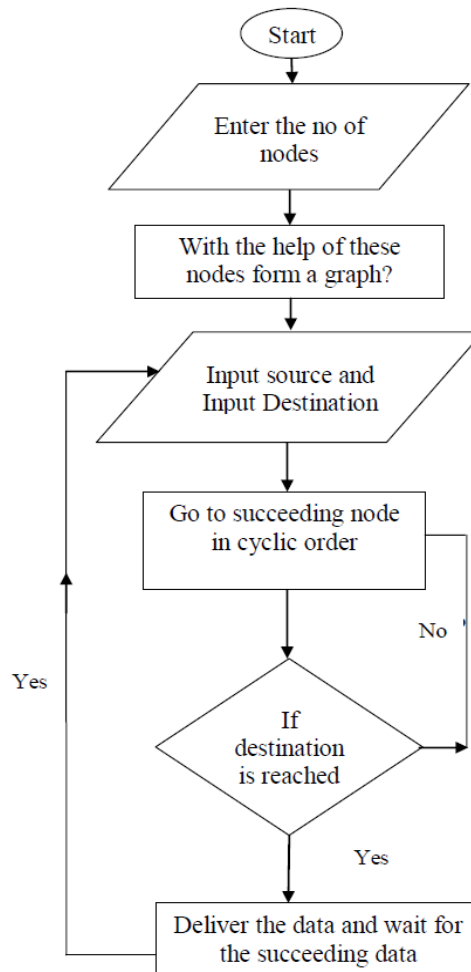 Start
Enter the no of
nodes
With the help of these
nodes form a graph?
Input source and
Input Destination
Go to succeeding node
in cyclic order
No
Yes
If
destination
is reached
Yes
Deliver the data and wait for
the succeeding data